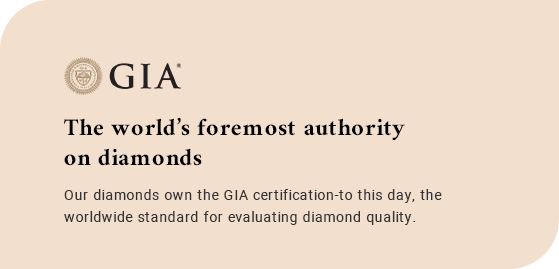 GIA®
The world’s foremost authority
on diamonds
Our diamonds own the GIA certification-to this day, the
worldwide standard for evaluating diamond quality.